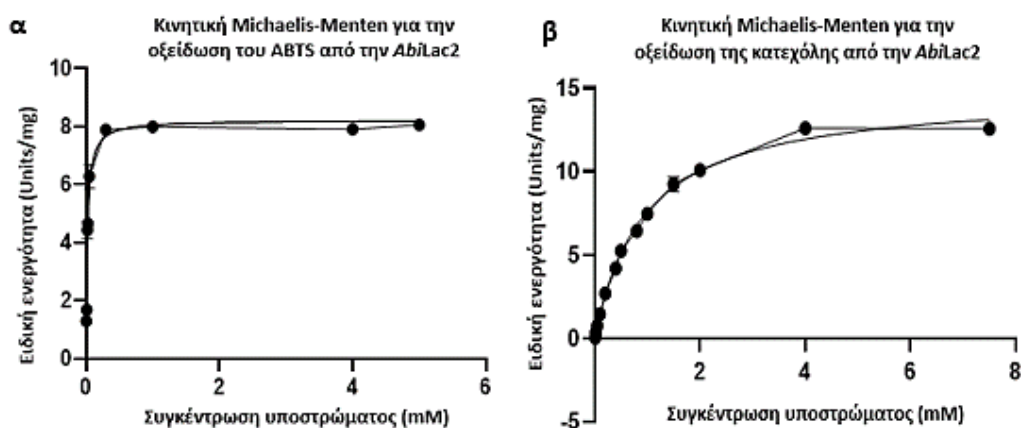 α
Κινητική Michaelis-Menten για την
οξείδωση του ABTS από την AbiLac2
Ειδική ενεργότητα (Units/mg)
10
8
6
4
2
0
0
2
4
6
Συγκέντρωση υποστρώματος (mM)
β
Κινητική Michaelis-Menten για την
οξείδωση της κατεχόλης από την AbiLac2
Ειδική ενεργότητα (Units/mg)
15
10
5
0
-5
2
4
6
8
Συγκέντρωση υποστρώματος (mM)